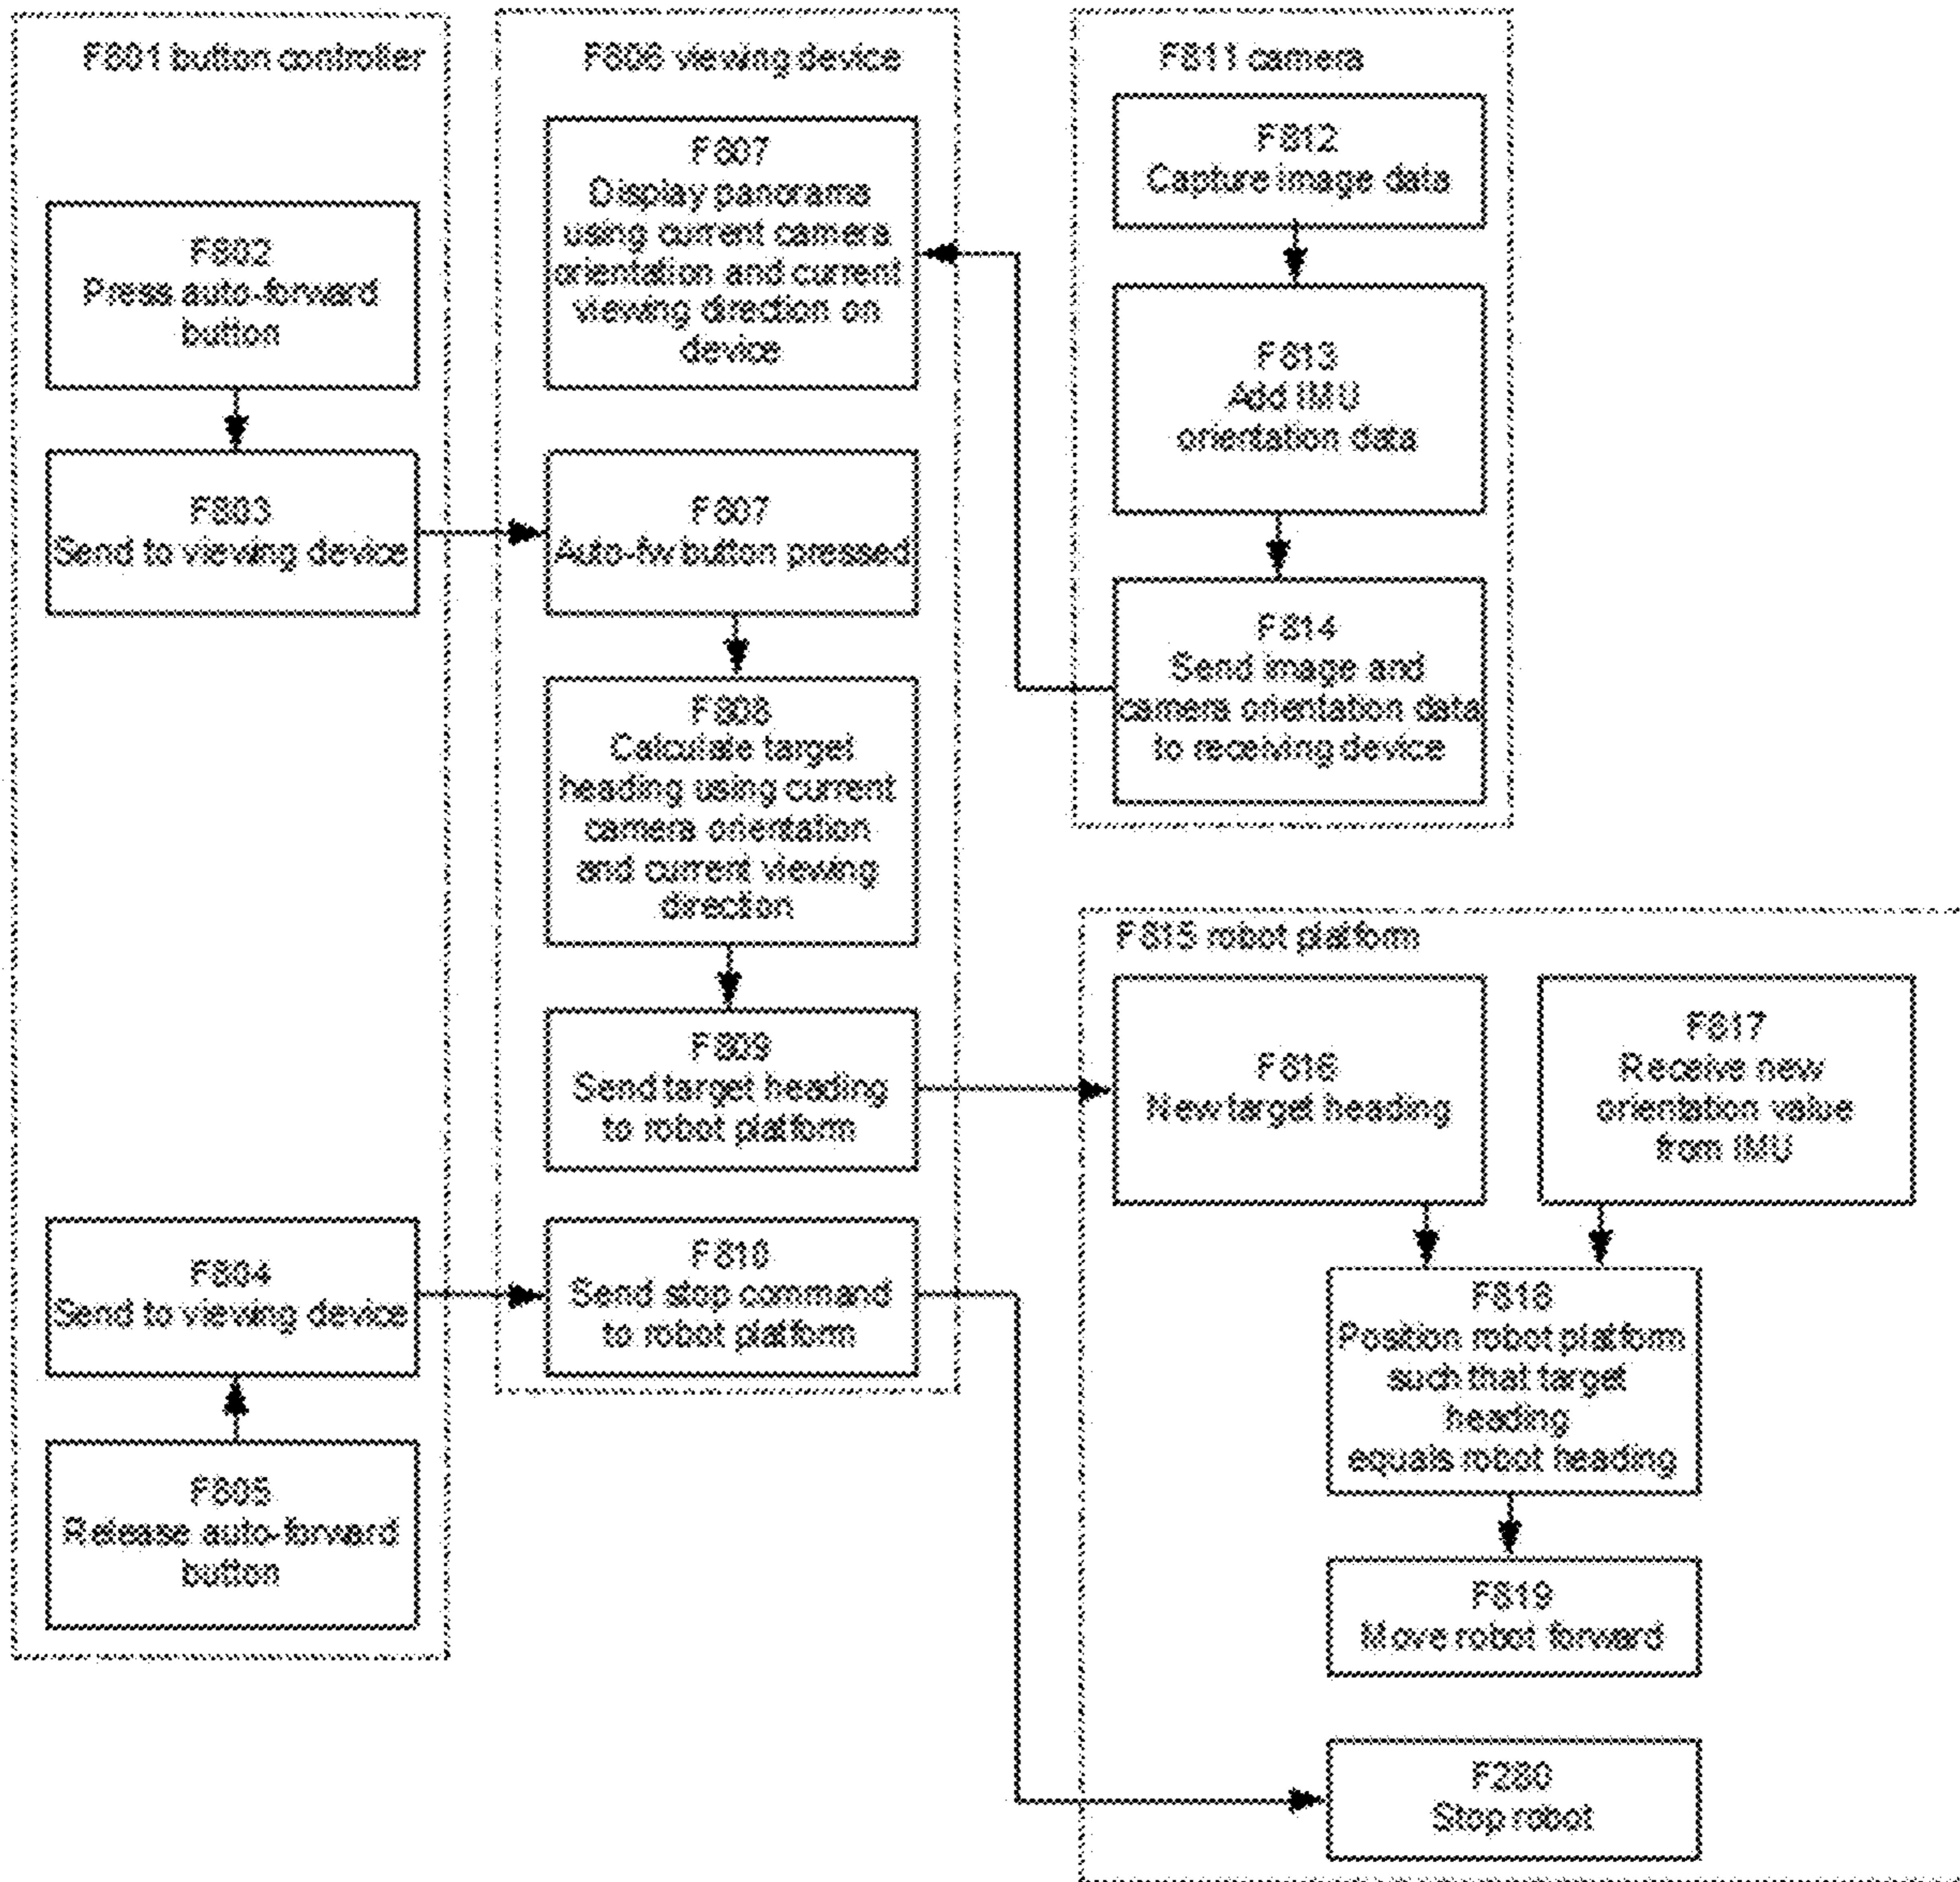 F801 button controller
F802
Press auto-forward
button
F803
Send to viewing device
F804
Send to viewing device
F805
Release auto-forward
button
F806 viewing device
F807
Display panorama
using current camera
orientation and current
viewing direction on
device
F807
Auto-fw button pressed
F808
Calculate target
heading using current
camera orientation
and current viewing
direction
F809
Send target heading
to robot platform
F810
Send stop command
to robot platform
F811 camera
F812
Capture image data
F813
Add IMU
orientation data
F814
Send image and
camera orientation data
to receiving device
F815 robot platform
F816
New target heading
F817
Receive new
orientation value
from IMU
F818
Position robot platform
such that target
heading
equals robot heading
F819
Move robot forward
F280
Stop robot